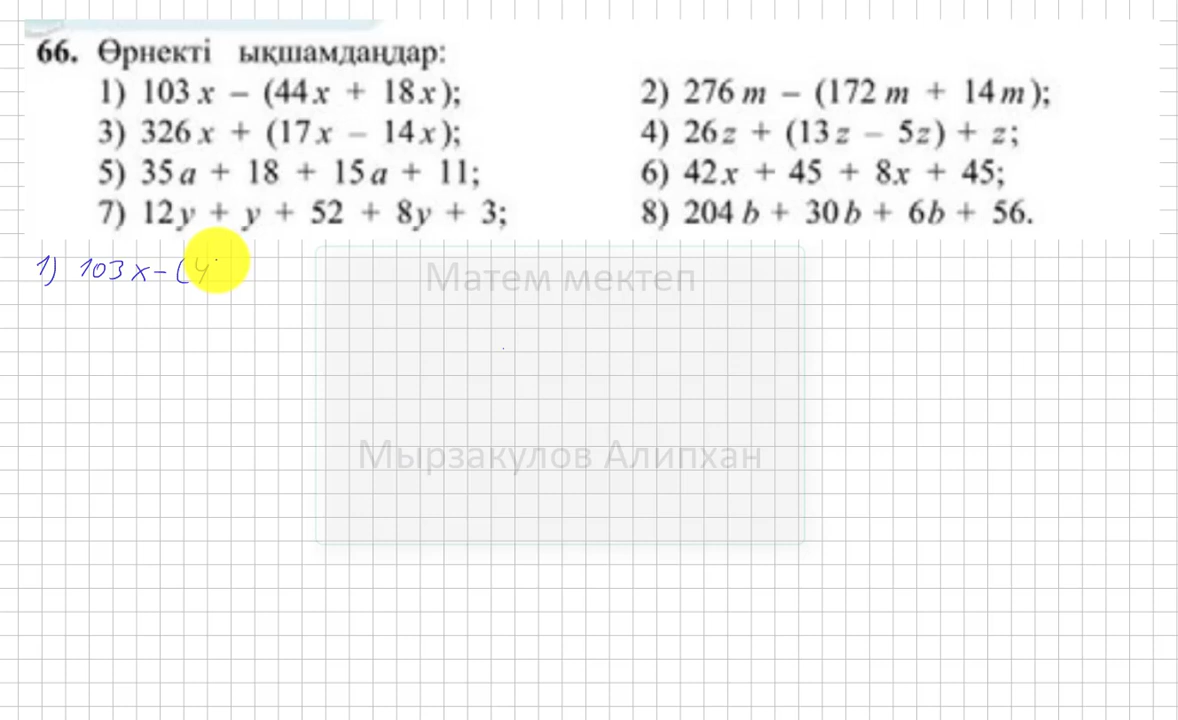 66. Өрнекті ықшамдаңдар:
1) 103x − (44x + 18x); 2) 276m − (172m + 14m);
3) 326x + (17x − 14x); 4) 26z + (13z − 5z) + z;
5) 35a + 18 + 15a + 11; 6) 42x + 45 + 8x + 45;
7) 12y + y + 52 + 8y + 3; 8) 204b + 30b + 6b + 56.
1) 103x−(4
Матем мектеп
Мырзакулов Алипхан